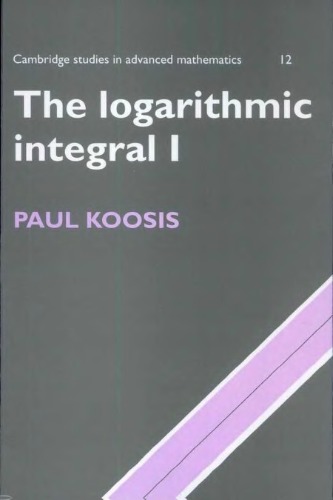 Cambridge studies in advanced mathematics 12
The logarithmic
integral I
PAUL KOOSIS